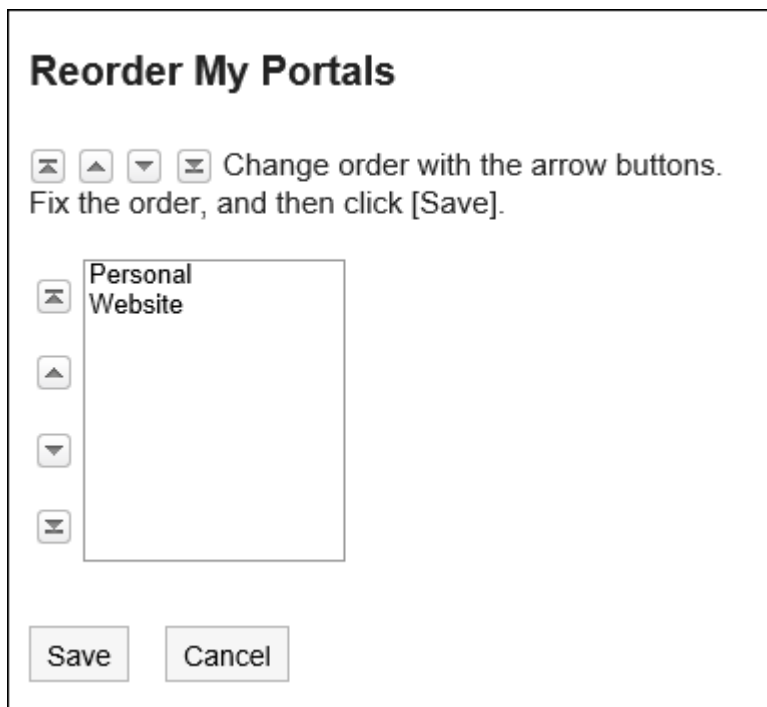 Reorder My Portals
Change order with the arrow buttons.
Fix the order, and then click [Save].
Personal
Website
Save
Cancel